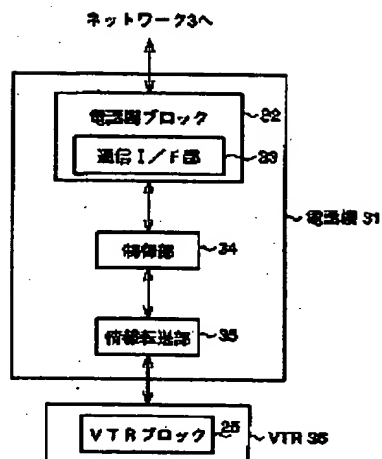 ネットワーク3へ
電話機ブロック
22
通信I／F部
23
電話機 31
制御部
34
情報転送部
35
VTRブロック
25
VTR 36